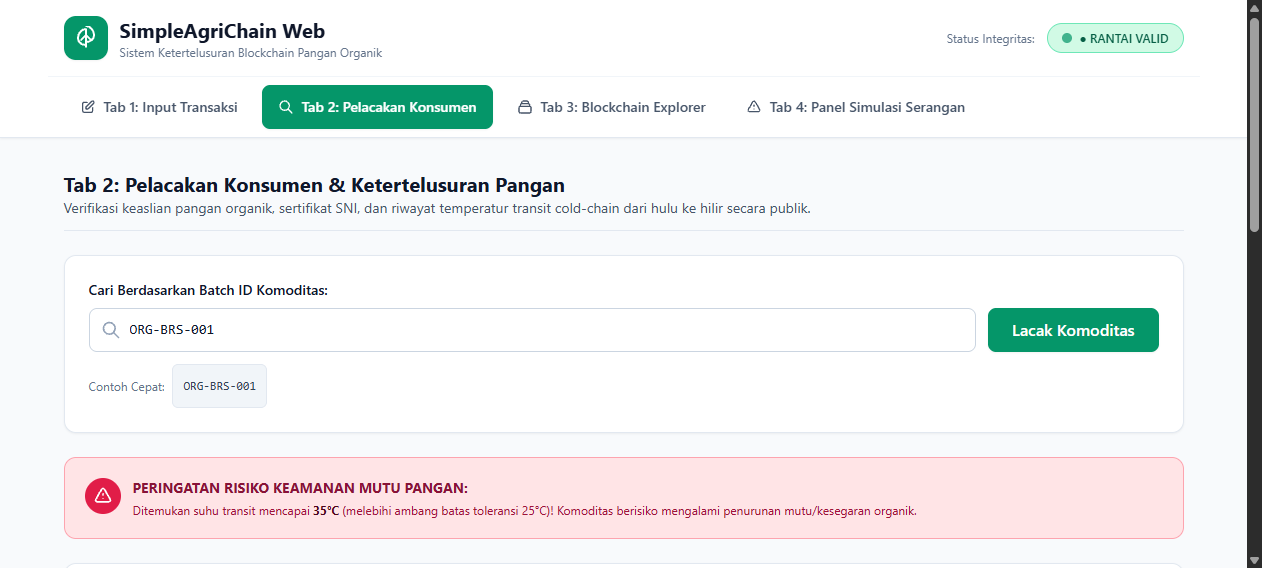 SimpleAgriChain Web
Sistem Ketertelusuran Blockchain Pangan Organik
Status Integritas:
• RANTAI VALID
Tab 1: Input Transaksi
Tab 2: Pelacakan Konsumen
Tab 3: Blockchain Explorer
Tab 4: Panel Simulasi Serangan
Tab 2: Pelacakan Konsumen & Ketertelusuran Pangan
Verifikasi keaslian pangan organik, sertifikat SNI, dan riwayat temperatur transit cold-chain dari hulu ke hilir secara publik.
Cari Berdasarkan Batch ID Komoditas:
ORG-BRS-001
Lacak Komoditas
Contoh Cepat:
ORG-BRS-001
PERINGATAN RISIKO KEAMANAN MUTU PANGAN:
Ditemukan suhu transit mencapai 35°C (melebihi ambang batas toleransi 25°C)! Komoditas berisiko mengalami penurunan mutu/kesegaran organik.